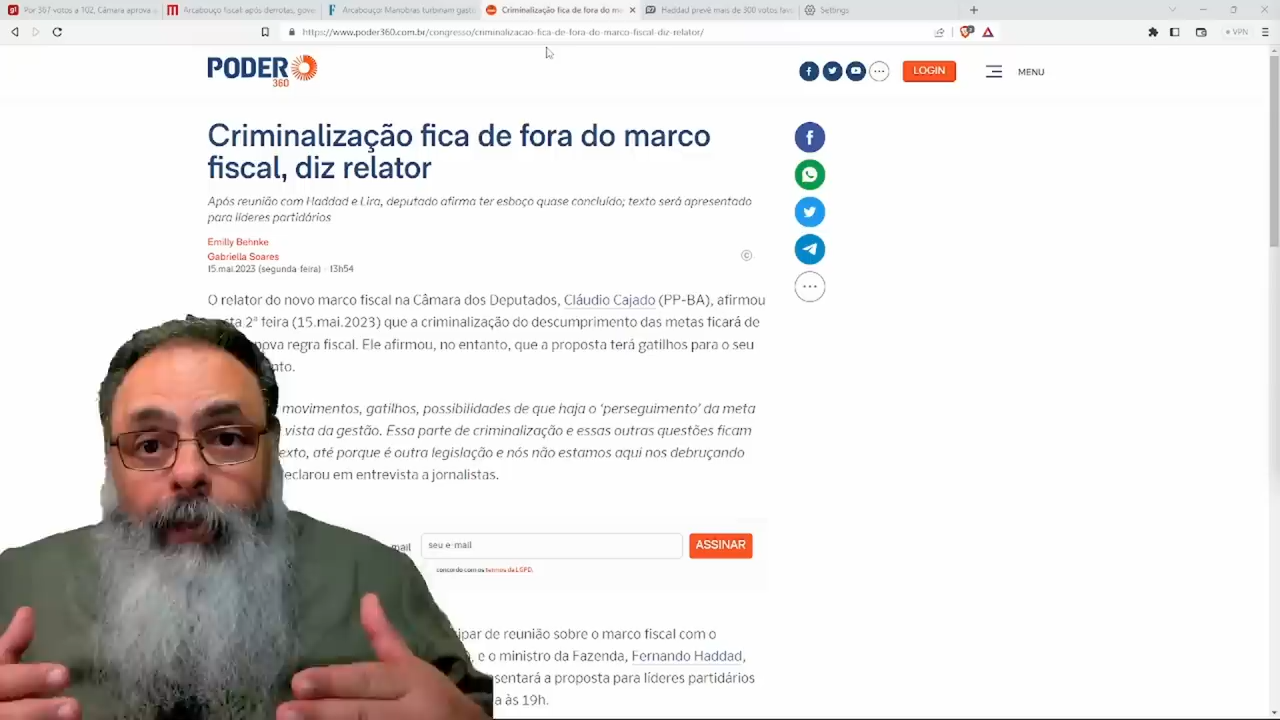 Por 367 votos a 102, Câmara aprova u
Arcabouço fiscal após derrotas, gove
Arcabouço! Manobras turbinam gasto
Criminalização fica de fora do ma
Haddad prevê mais de 300 votos favo
Settings
https://www.poder360.com.br/congresso/criminalizacao-fica-de-fora-do-marco-fiscal-diz-relator/
VPN
PODER
360
LOGIN
MENU
Criminalização fica de fora do marco
fiscal, diz relator
Após reunião com Haddad e Lira, deputado afirma ter esboço quase concluído; texto será apresentado
para líderes partidários
Emilly Behnke
Gabriella Soares
15.mai.2023 (segunda-feira) - 13h54
O relator do novo marco fiscal na Câmara dos Deputados, Cláudio Cajado (PP-BA), afirmou
sta 2ª feira (15.mai.2023) que a criminalização do descumprimento das metas ficará de
nova regra fiscal. Ele afirmou, no entanto, que a proposta terá gatilhos para o seu
nto.
movimentos, gatilhos, possibilidades de que haja o 'perseguimento' da meta
vista da gestão. Essa parte de criminalização e essas outras questões ficam
exto, até porque é outra legislação e nós não estamos aqui nos debruçando
eclarou em entrevista a jornalistas.
mail
seu e-mail
ASSINAR
concordo com os termos da LGPD.
ipar de reunião sobre o marco fiscal com o
, e o ministro da Fazenda, Fernando Haddad,
sentará a proposta para líderes partidários
a às 19h.